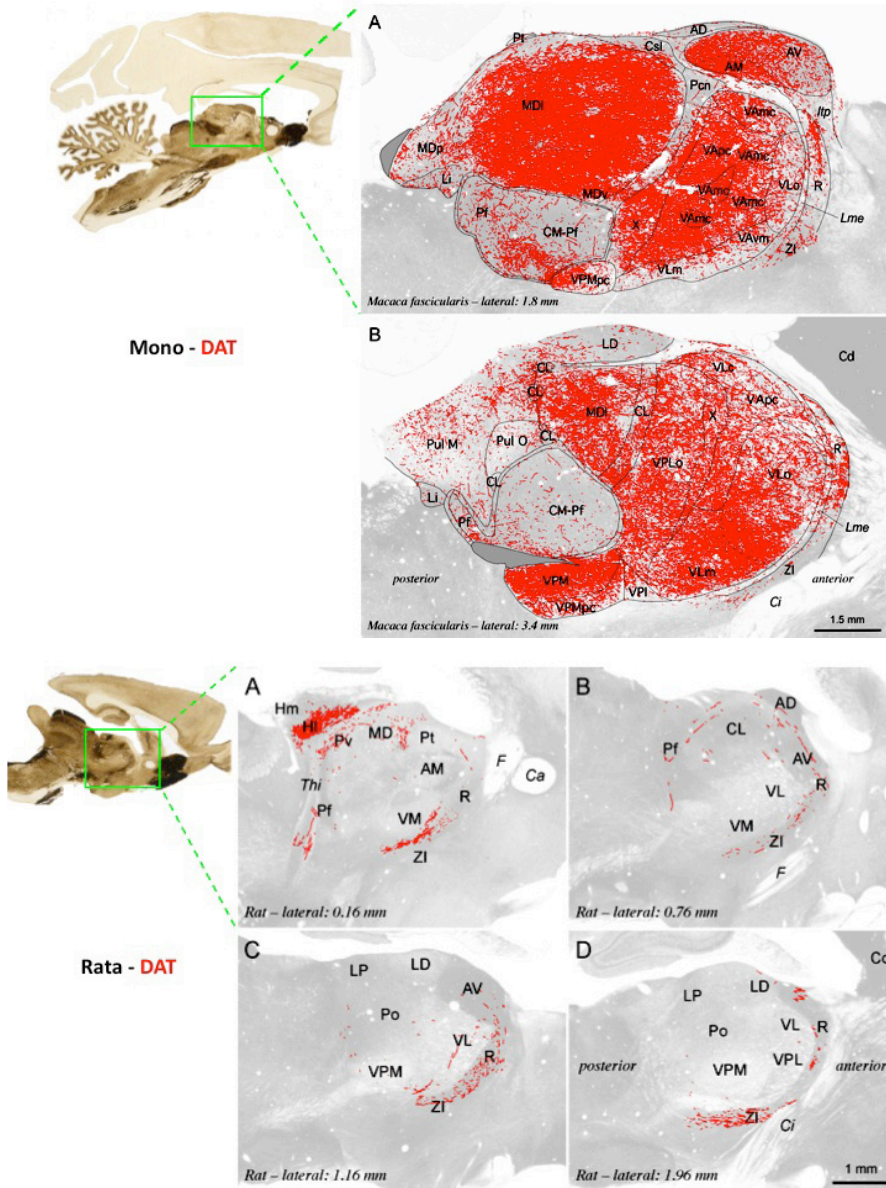 A
Pt
Csl
AD
AV
AM
Pcn
MDl
VAmc
Itp
MDp
VApc
VAmc
Li
VLo
R
MDv
VAmc
VAmc
Pf
X
VAmc
Lme
CM-Pf
VAvm
ZI
VPMpc
VLm
Macaca fascicularis – lateral: 1.8 mm
Mono - DAT
B
LD
Cd
CL
VLc
CL
MDl
CL
VApc
X
Pul M
Pul O
CL
R
VPLo
VLo
CL
Li
CM-Pf
Pf
Lme
VPM
VLm
ZI
posterior
anterior
VPMpc
VPI
Ci
Macaca fascicularis – lateral: 3.4 mm
1.5 mm
A
Hm
Hl
MD
Pv
Pt
AM
F
Ca
Thi
R
Pf
VM
ZI
Rat – lateral: 0.16 mm
B
AD
CL
Pf
AV
VL
R
VM
ZI
F
Rat – lateral: 0.76 mm
Rata - DAT
C
LP
LD
AV
Po
VL
R
VPM
ZI
Rat – lateral: 1.16 mm
D
LP
LD
VL
R
Po
posterior
VPM
VPL
anterior
ZI
Ci
Rat – lateral: 1.96 mm
1 mm